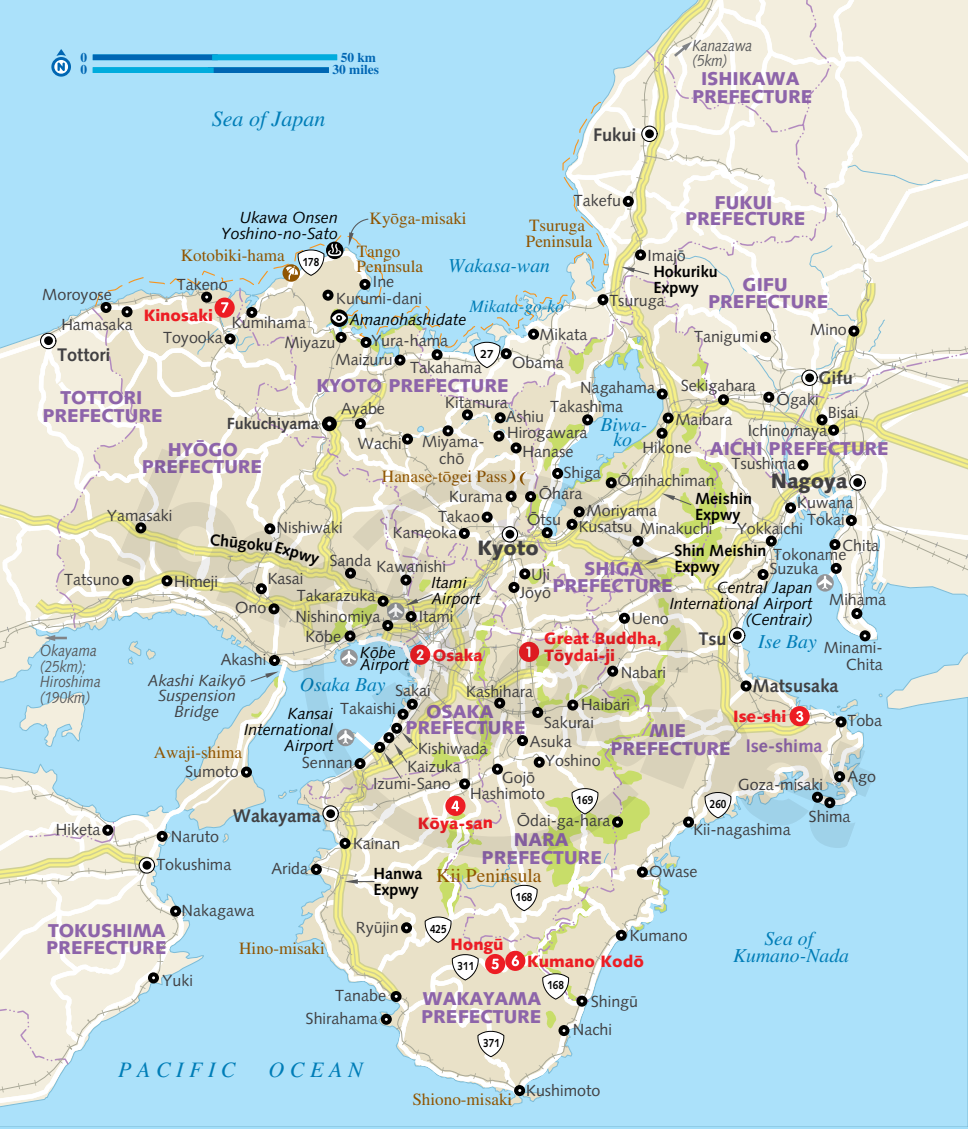 0
50 km
0
30 miles
N
Kanazawa
(5km)
ISHIKAWA
PREFECTURE
Sea of Japan
Fukui
Takefu
FUKUI
PREFECTURE
Ukawa Onsen
Yoshino-no-Sato
Kyōga-misaki
Tsuruga
Peninsula
Kotobiki-hama
178
Tango
Peninsula
Wakasa-wan
Imajō
Hokuriku
Expwy
Takeno
Ine
GIFU
PREFECTURE
Moroyose
Kurumi-dani
Mikata-go-ko
Tsuruga
Hamasaka
Kinosaki
7
Kumihama
Amanohashidate
Toyooka
Miyazu
Yura-hama
Mikata
Tanigumi
Mino
Tottori
Maizuru
Takahama
27
Obama
Gifu
TOTTORI
PREFECTURE
KYOTO PREFECTURE
Nagahama
Sekigahara
Ōgaki
Ayabe
Kitamura
Ashiu
Takashima
Maibara
Bisai
Fukuchiyama
Hirogawara
Biwa-
ko
Ichinomiya
Wachi
Miyama-
chō
Hanase
Hikone
AICHI PREFECTURE
HYŌGO
PREFECTURE
Tsushima
Hanase-tōgei Pass
Shiga
Ōmihachiman
Nagoya
Kurama
Ōhara
Meishin
Expwy
Kuwana
Yamasaki
Nishiwaki
Takao
Moriyama
Tokai
Kameoka
Ōtsu
Kusatsu
Minakuchi
Yokkaichi
Chūgoku Expwy
Kyoto
Shin Meishin
Expwy
Chita
Tokoname
Sanda
Kawanishi
Uji
SHIGA
PREFECTURE
Suzuka
Tatsuno
Himeji
Kasai
Itami
Airport
Jōyō
Central Japan
International Airport
(Centrair)
Takarazuka
Mihama
Ono
Nishinomiya
Itami
Ueno
Kōbe
Tsu
Ise Bay
Okayama
(25km);
Hiroshima
(190km)
Akashi
Kōbe
Airport
2
Osaka
1
Great Buddha,
Tōydai-ji
Minami-
Chita
Akashi Kaikyō
Suspension
Bridge
Osaka Bay
Nabari
Sakai
Kashihara
Matsusaka
Takaishi
Haibari
Kansai
International
Airport
OSAKA
PREFECTURE
Sakurai
Ise-shi
3
Toba
MIE
PREFECTURE
Awaji-shima
Kishiwada
Asuka
Ise-shima
Sennan
Kaizuka
Yoshino
Sumoto
Izumi-Sano
Gojō
Goza-misaki
Ago
Hashimoto
4
169
260
Shima
Wakayama
Kōya-san
Ōdai-ga-hara
Hiketa
Naruto
Kii-nagashima
Kainan
NARA
PREFECTURE
Tokushima
Arida
Hanwa
Expwy
Kii Peninsula
Owase
168
Nakagawa
Ryūjin
425
TOKUSHIMA
PREFECTURE
Hino-misaki
Hongū
Kumano
Sea of
Kumano-Nada
311
5
6
Kumano Kodō
Yuki
168
Tanabe
WAKAYAMA
PREFECTURE
Shingū
Shirahama
Nachi
371
PACIFIC OCEAN
Kushimoto
Shiono-misaki